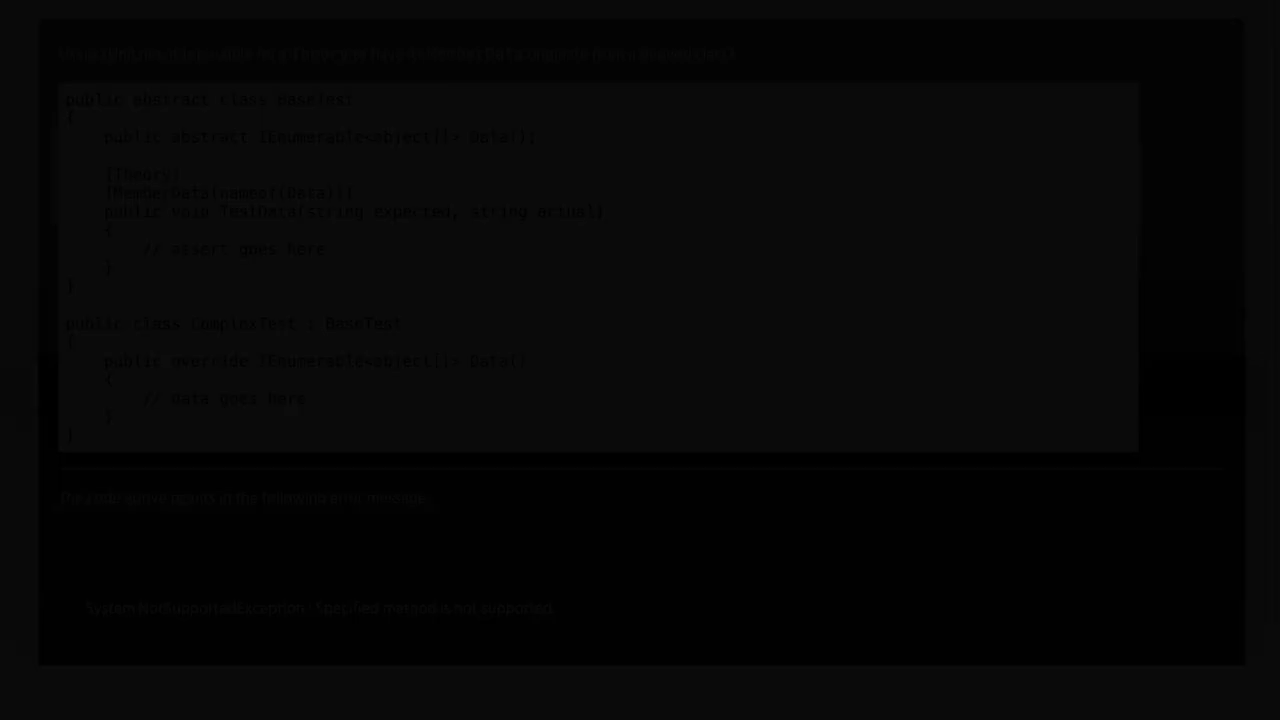 public abstract class BaseTest
{
public abstract IEnumerable<object[]> Data();
[Theory]
[MemberData(nameof(Data))]
public void TestData(string expected, string actual)
{
// assert goes here
}
}
public class ComplexTest : BaseTest
{
public override IEnumerable<object[]> Data()
{
// data goes here
}
}
The code above results in the following error message:
System.NotSupportedException : Specified method is not supported.